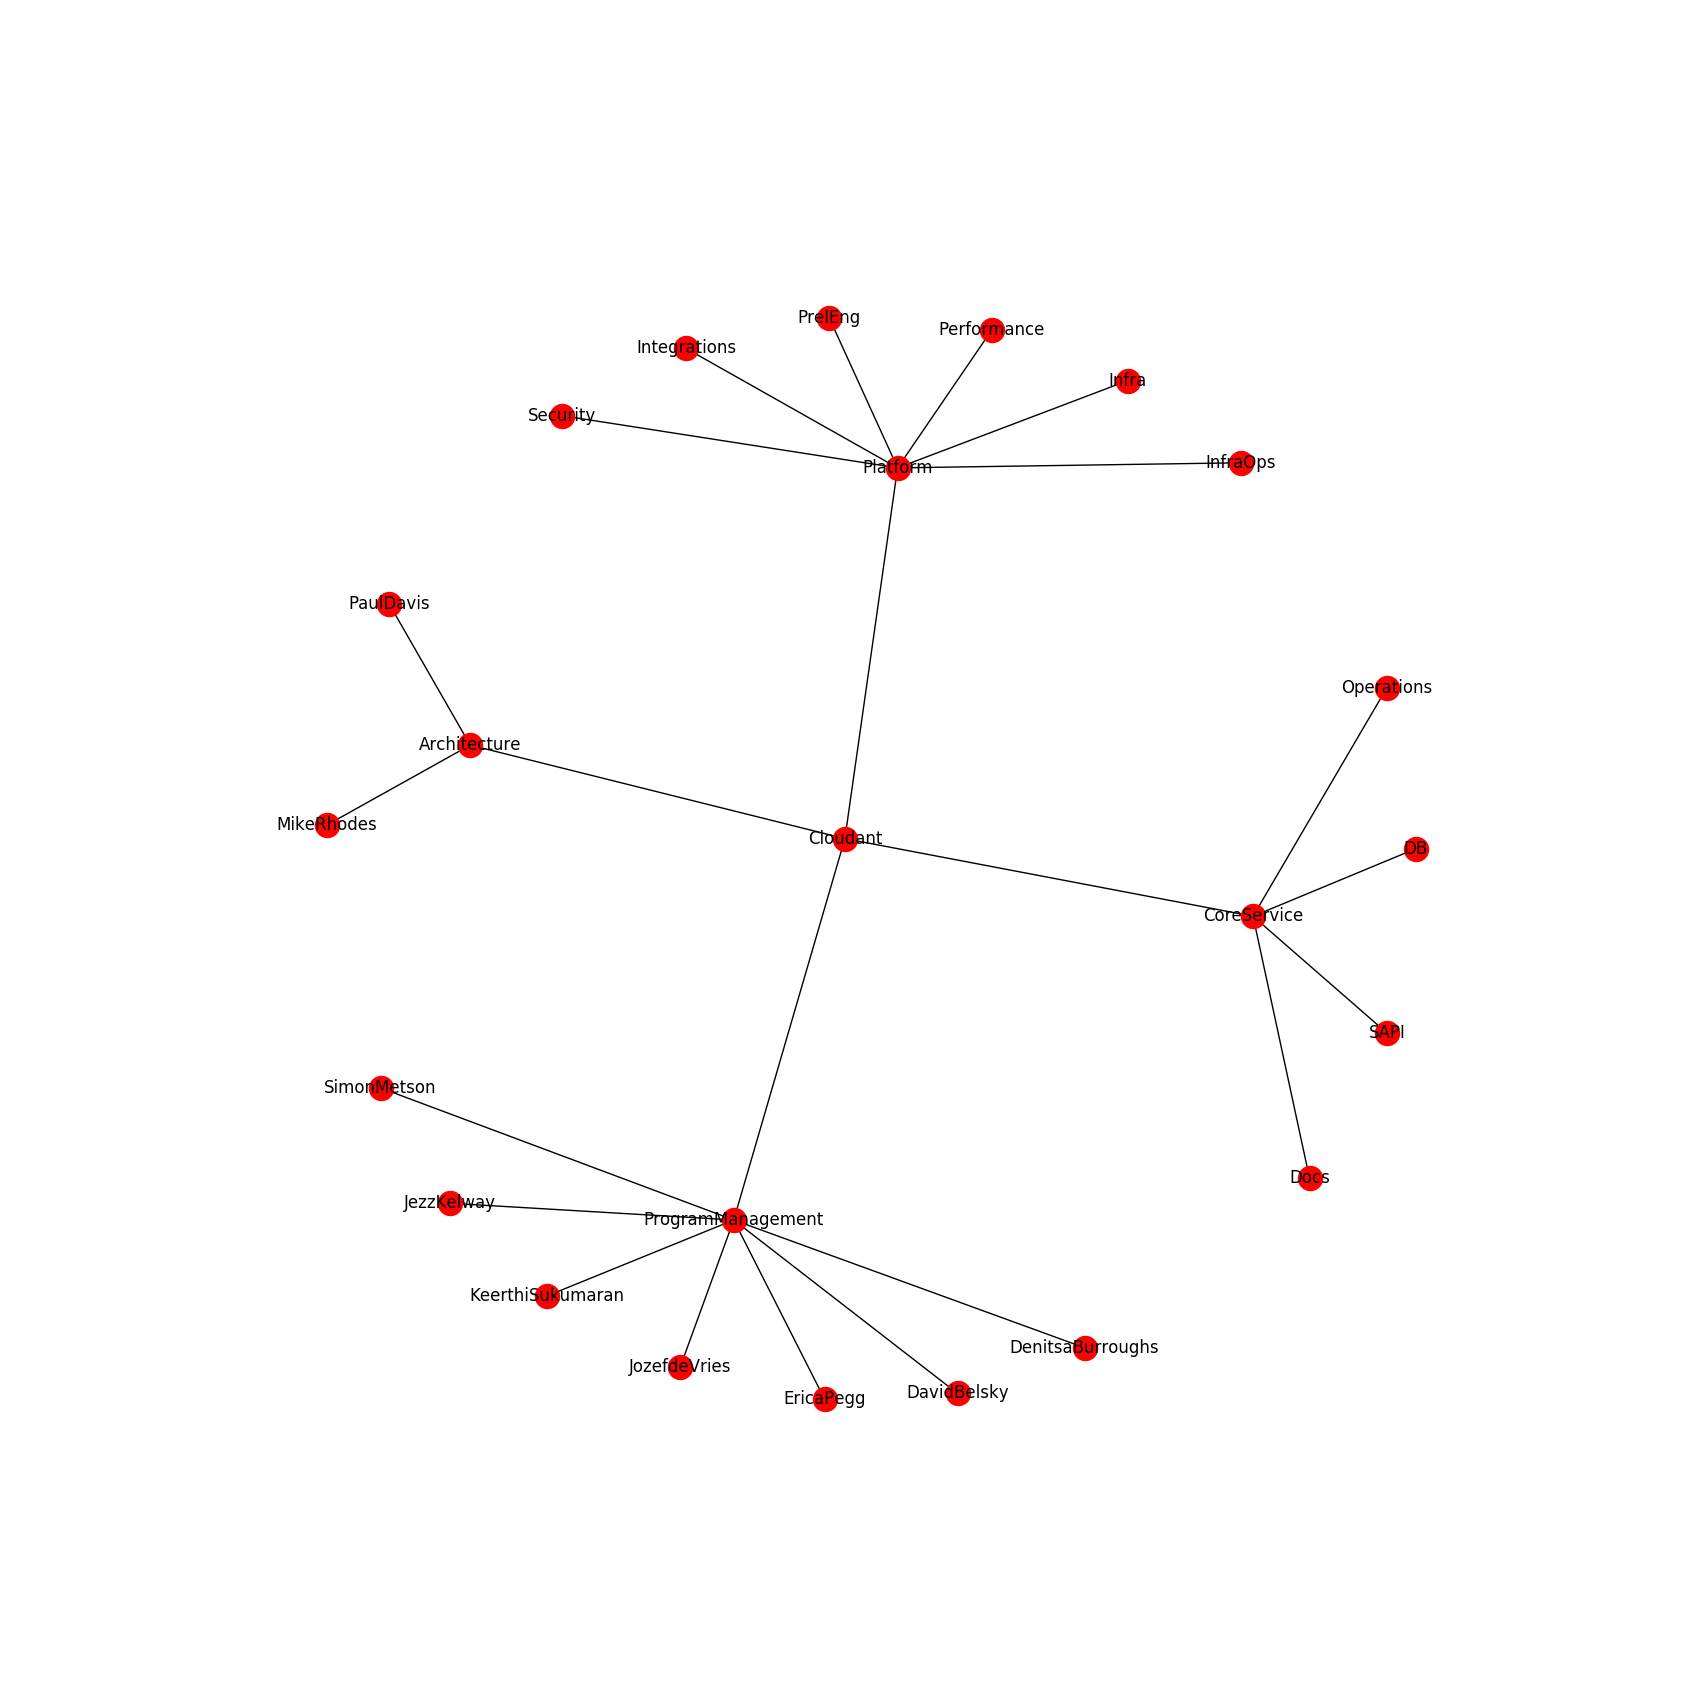 PrelEng
Performance
Integrations
Infra
Security
InfraOps
Platform
PaulDavis
Operations
Architecture
MikeRhodes
Cloudant
DB
CoreService
SAPI
SimonMetson
Docs
JezzKelway
ProgramManagement
KeerthiSukumaran
DenitsaBurroughs
JozefdeVries
DavidBelsky
EricaPegg